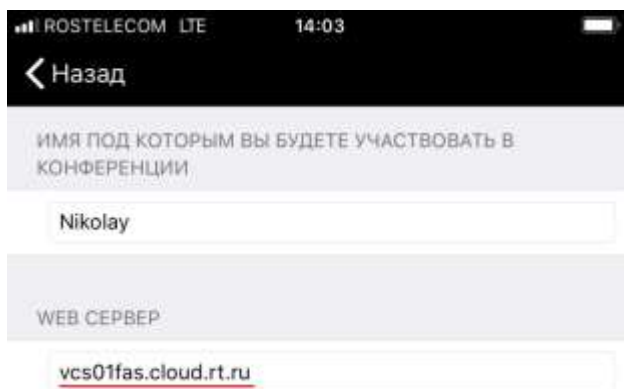 ROSTELECOM LTE 14:03
Назад
ИМЯ ПОД КОТОРЫМ ВЫ БУДЕТЕ УЧАСТВОВАТЬ В
КОНФЕРЕНЦИИ
Nikolay
WEB СЕРВЕР
vcs01fas.cloud.rt.ru